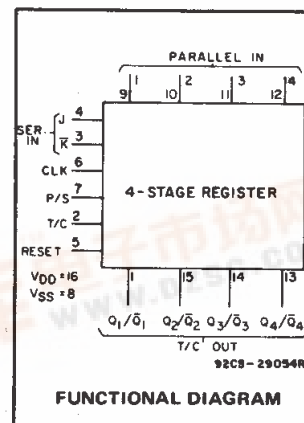 PARALLEL IN
1 2 3 4
9 10 11 12
SER. IN
J 4
K̅ 3
CLK 6
P/S 7
T/C 2
RESET 5
4-STAGE REGISTER
VDD =16
VSS = 8
1 15 14 13
Q1/Q̅1 Q2/Q̅2 Q3/Q̅3 Q4/Q̅4
T/C OUT
92CS-29054R
FUNCTIONAL DIAGRAM